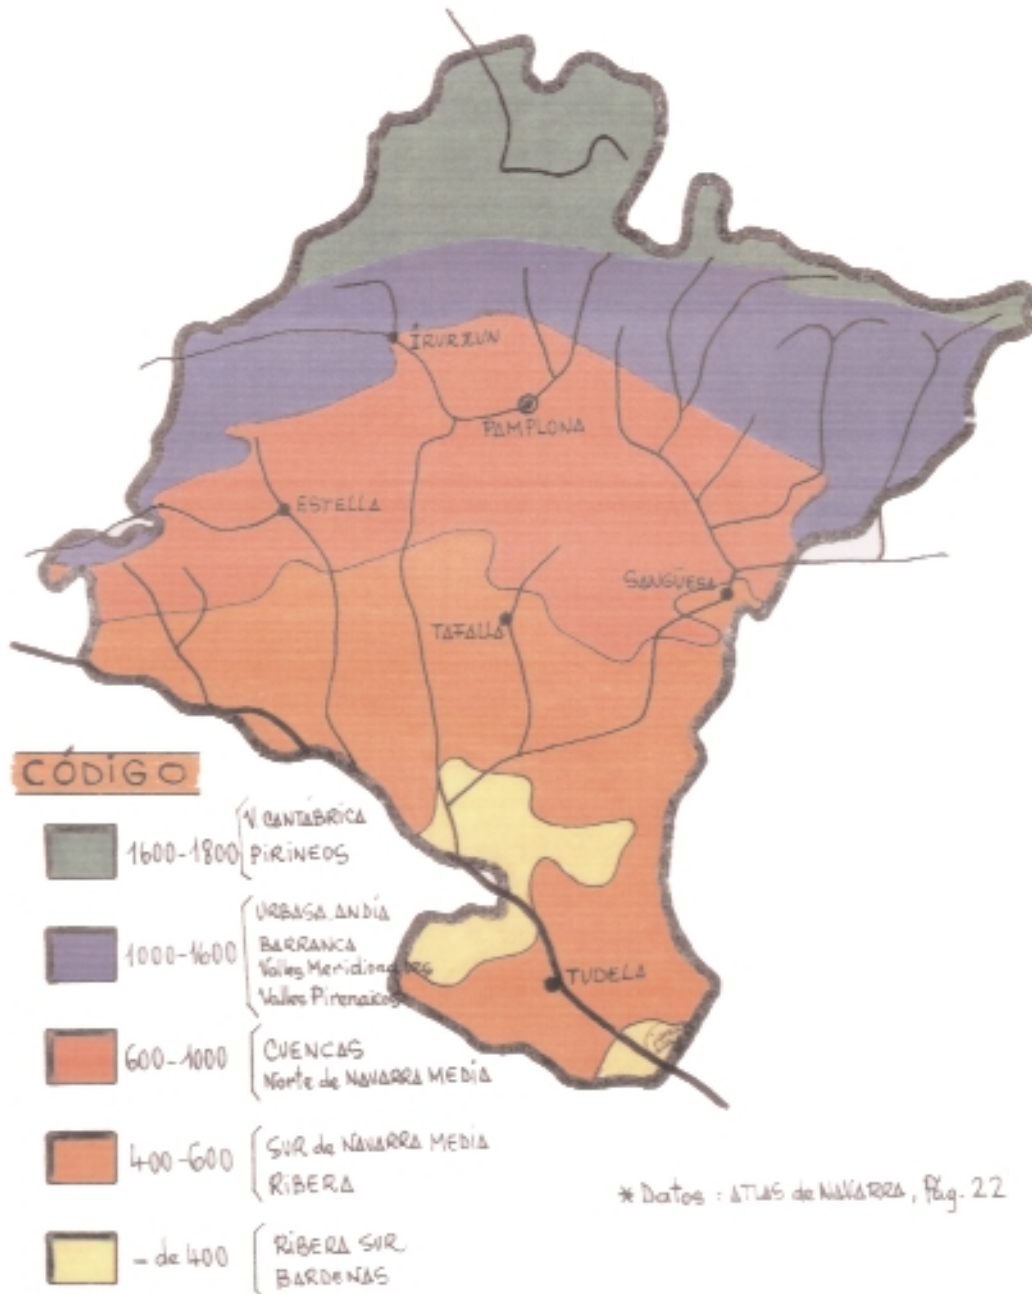 ÍRURZUN
PAMPLONA
ESTELLA
SANGÜESA
TAFALLA
TUDELA
CÓDIGO
1600-1800
V. CANTÁBRICA
PIRINEOS
1000-1600
URBASA, ANDÍA
BARRANCA
Valles Meridionales
Valles Pirenaicos
600-1000
CUENCAS
Norte de NAVARRA MEDIA
400-600
SUR de NAVARRA MEDIA
RIBERA
- de 400
RIBERA SUR
BARDENAS
* Datos : ATLAS de NAVARRA, Pág. 22